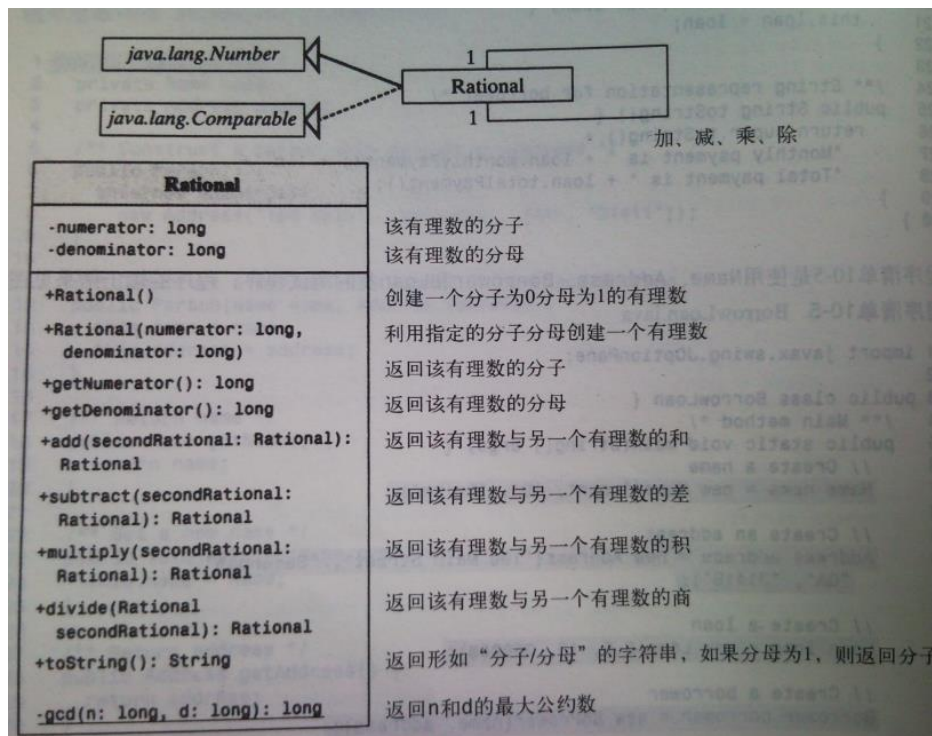 this.loan = loan;
java.lang.Number
1
Rational
java.lang.Comparable
1
加、减、乘、除
Rational
-numerator: long
该有理数的分子
-denominator: long
该有理数的分母
+Rational()
创建一个分子为0分母为1的有理数
+Rational(numerator: long,
利用指定的分子分母创建一个有理数
denominator: long)
+getNumerator(): long
返回该有理数的分子
+getDenominator(): long
返回该有理数的分母
+add(secondRational: Rational):
返回该有理数与另一个有理数的和
Rational
+subtract(secondRational:
返回该有理数与另一个有理数的差
Rational): Rational
+multiply(secondRational:
返回该有理数与另一个有理数的积
Rational): Rational
+divide(Rational
返回该有理数与另一个有理数的商
secondRational): Rational
+toString(): String
返回形如“分子/分母”的字符串，如果分母为1，则返回分子
-gcd(n: long, d: long): long
返回n和d的最大公约数